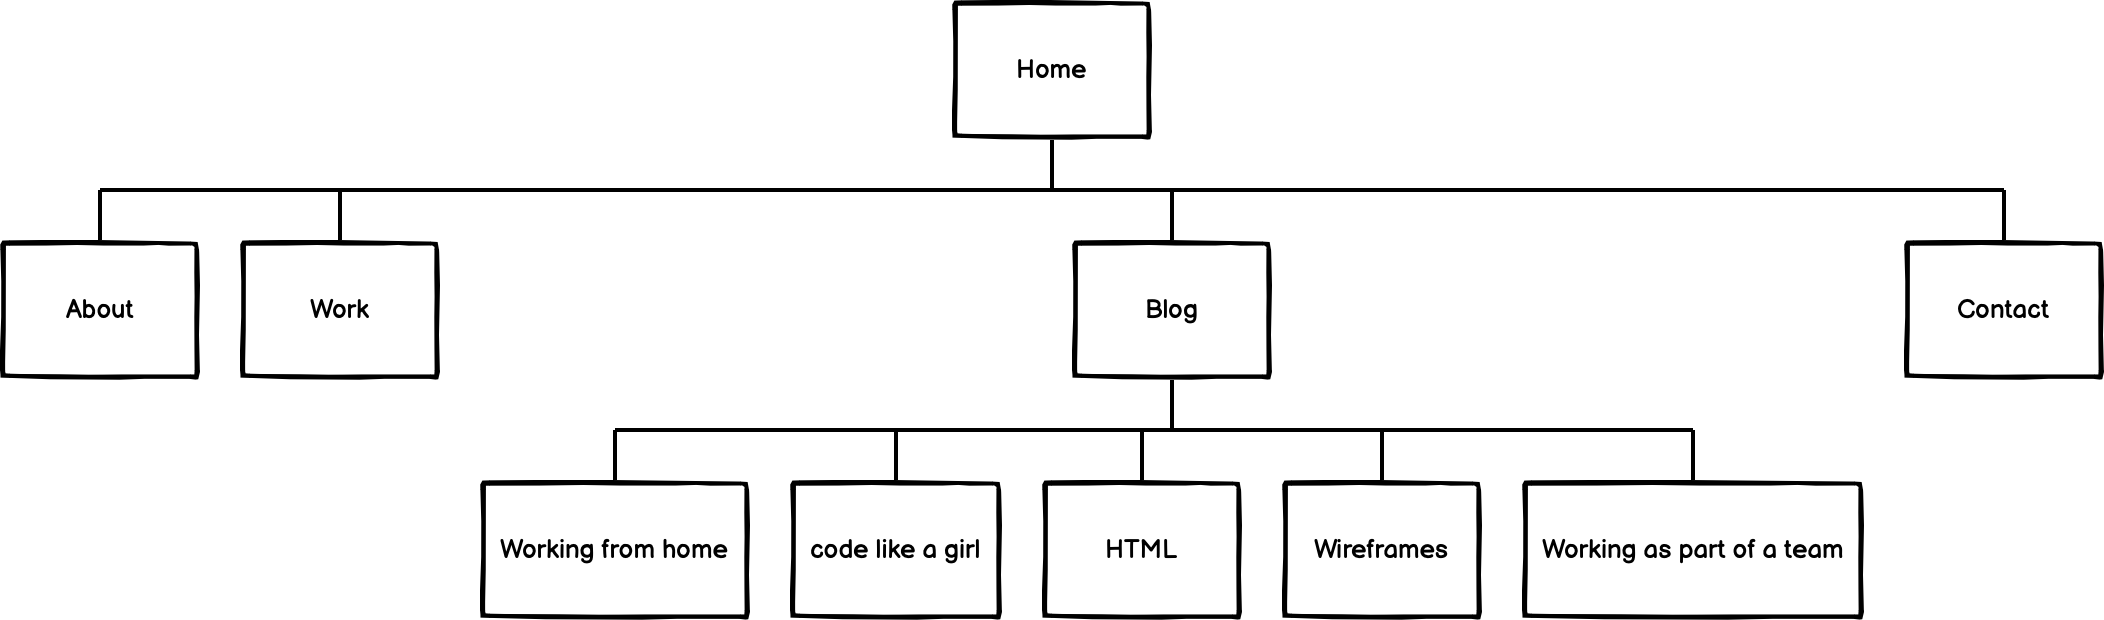 Home
About
Work
Blog
Contact
Working from home
code like a girl
HTML
Wireframes
Working as part of a team